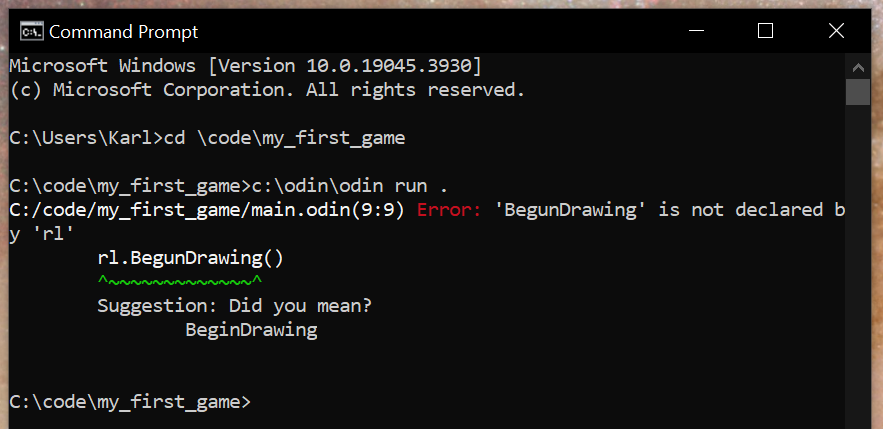 Command Prompt
Microsoft Windows [Version 10.0.19045.3930]
(c) Microsoft Corporation. All rights reserved.
C:\Users\Karl>cd \code\my_first_game
C:\code\my_first_game>c:\odin\odin run .
C:/code/my_first_game/main.odin(9:9) Error: 'BegunDrawing' is not declared b
y 'rl'
rl.BegunDrawing()
^~~~~~~~~~~~~~^
Suggestion: Did you mean?
BeginDrawing
C:\code\my_first_game>